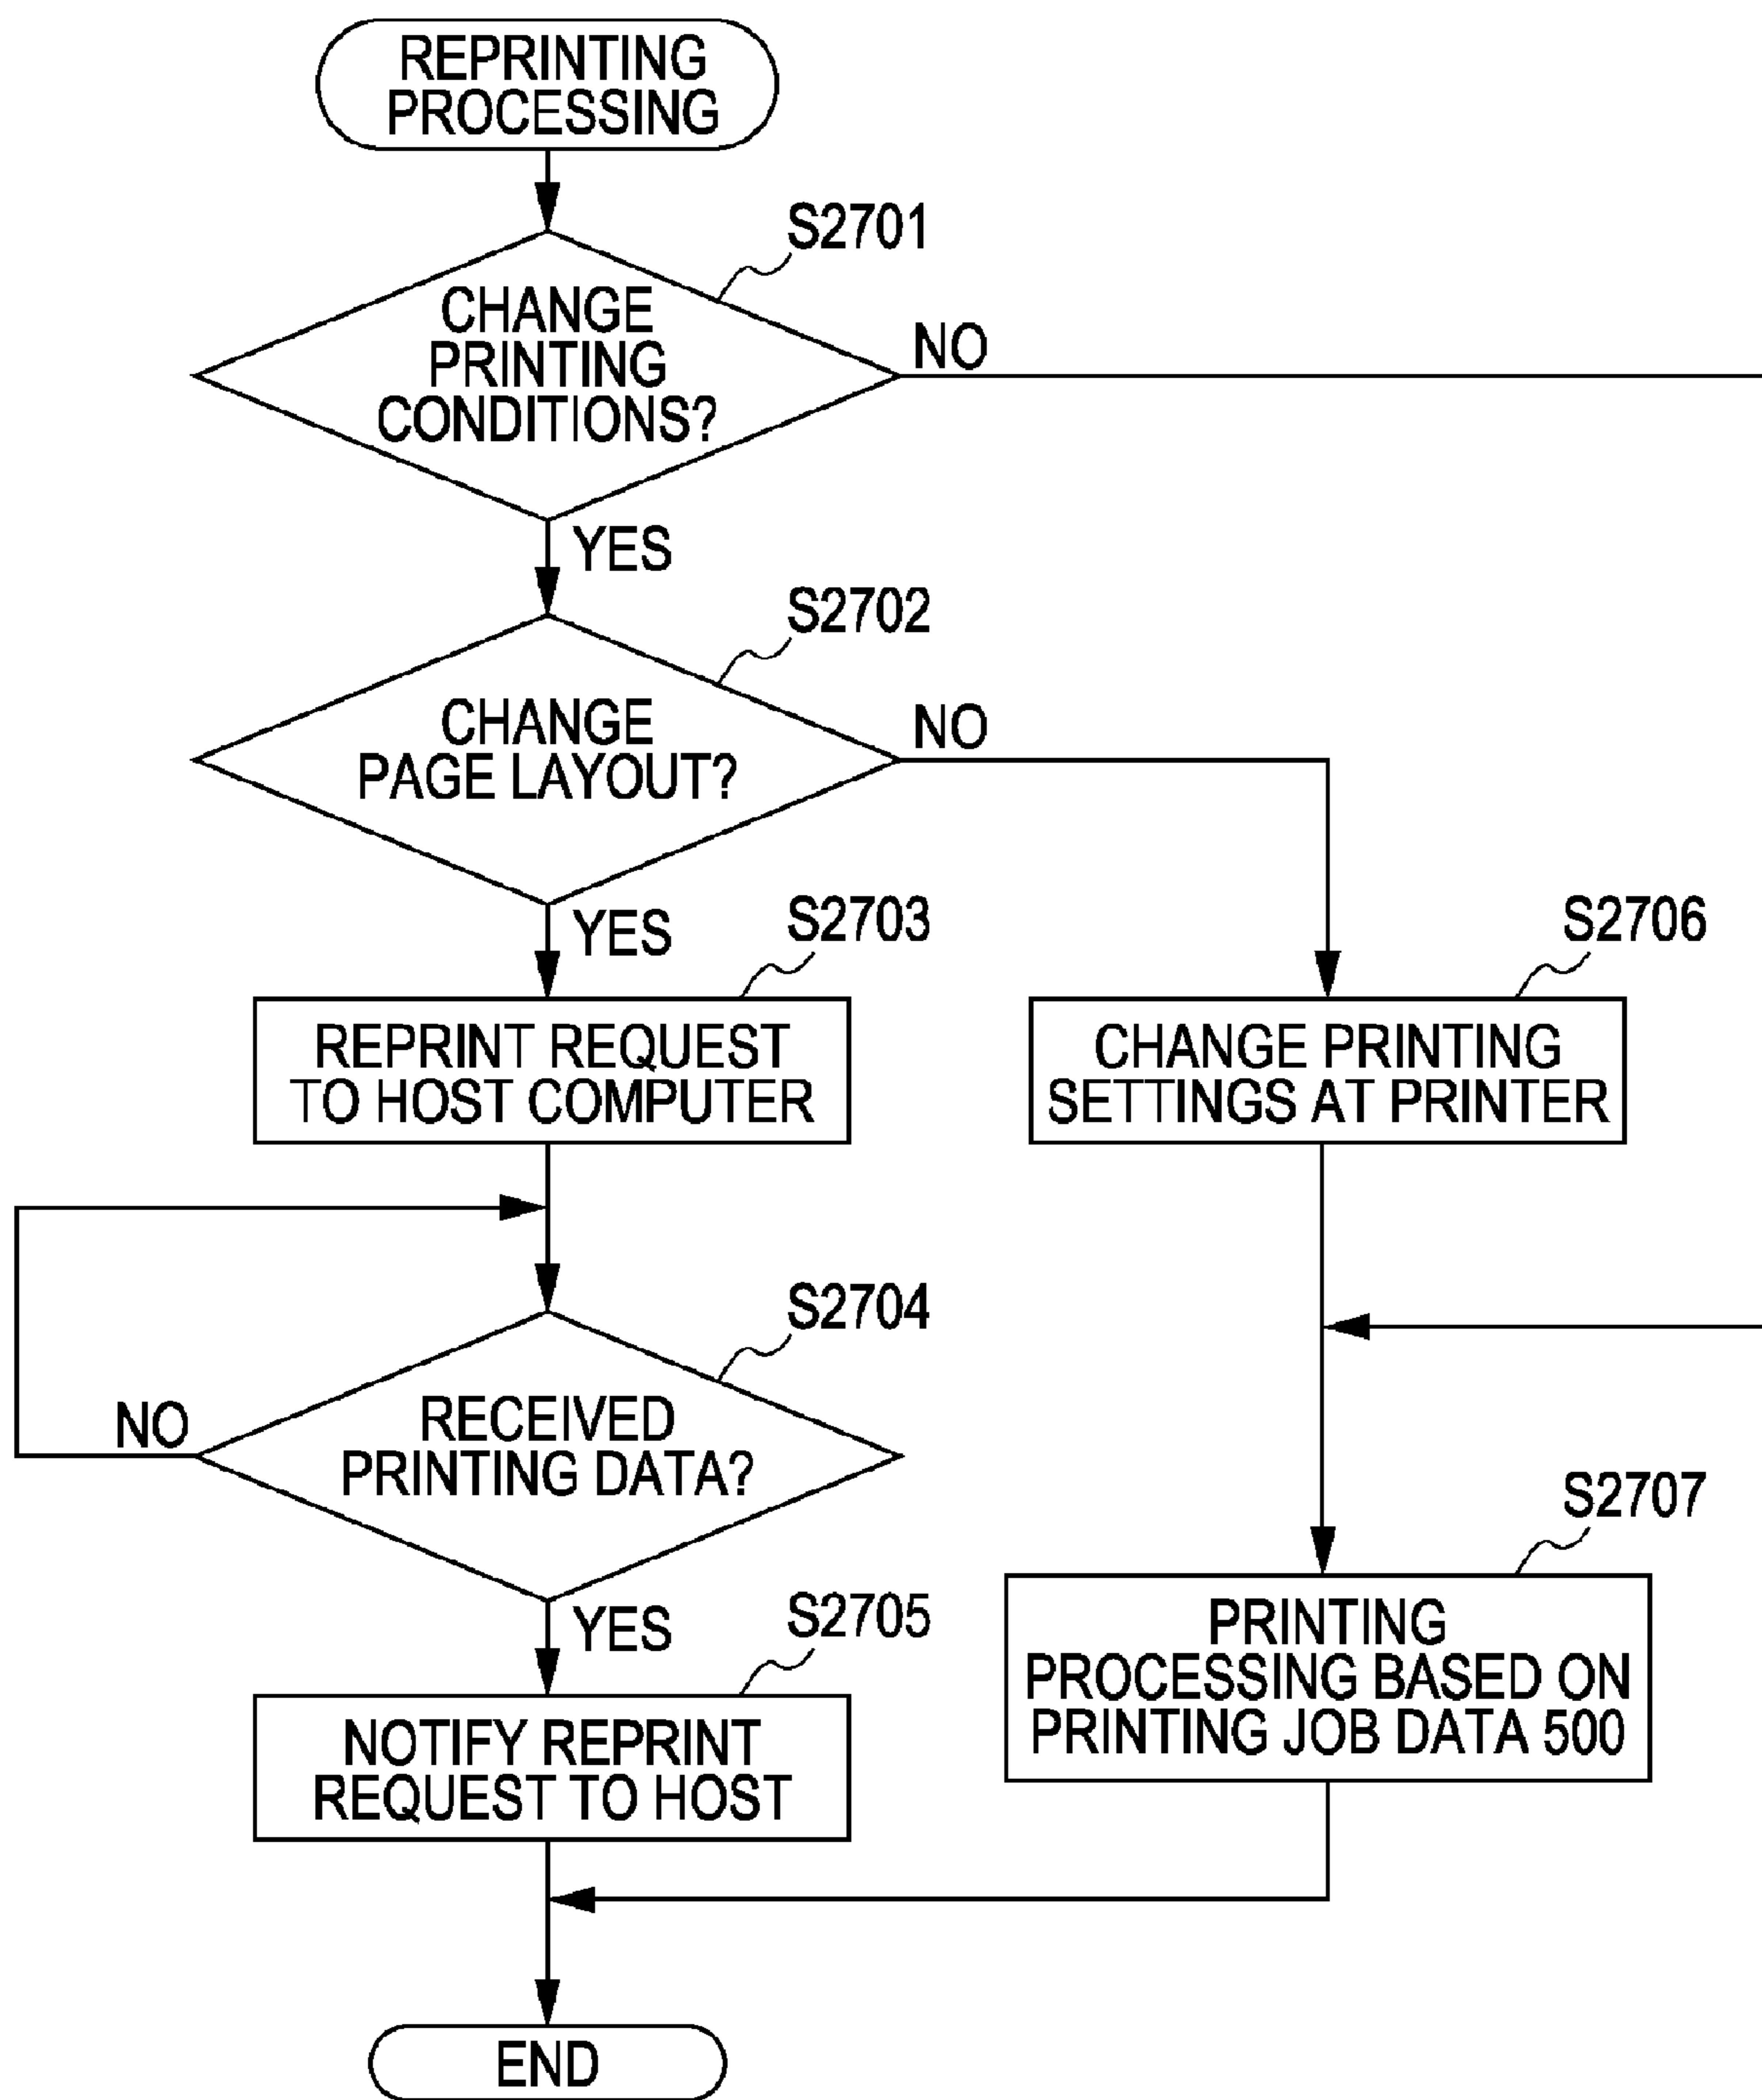 REPRINTING
PROCESSING
S2701
CHANGE
PRINTING
CONDITIONS?
NO
YES
S2702
CHANGE
PAGE LAYOUT?
NO
YES
S2703
REPRINT REQUEST
TO HOST COMPUTER
S2706
CHANGE PRINTING
SETTINGS AT PRINTER
S2704
RECEIVED
PRINTING DATA?
NO
YES
S2705
NOTIFY REPRINT
REQUEST TO HOST
S2707
PRINTING
PROCESSING BASED ON
PRINTING JOB DATA 500
END